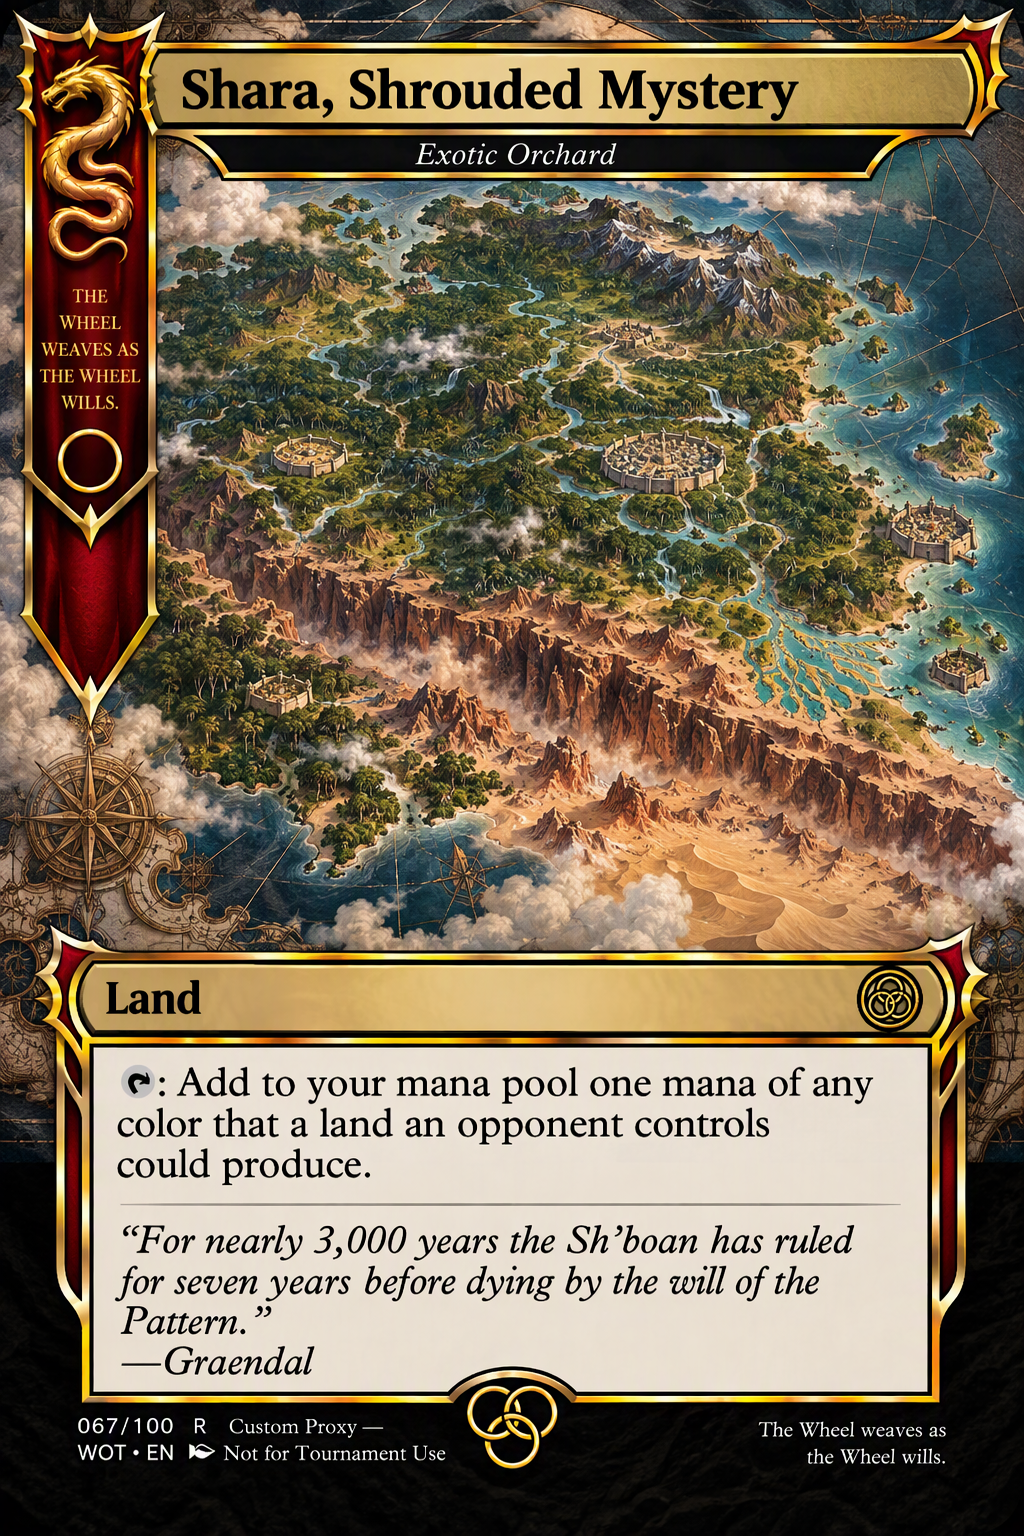 Shara, Shrouded Mystery
Exotic Orchard
THE
WHEEL
WEAVES AS
THE WHEEL
WILLS.
Land
: Add to your mana pool one mana of any
color that a land an opponent controls
could produce.
“For nearly 3,000 years the Sh’boan has ruled
for seven years before dying by the will of the
Pattern.”
—Graendal
067/100 R Custom Proxy —
WOT • EN Not for Tournament Use
The Wheel weaves as
the Wheel wills.